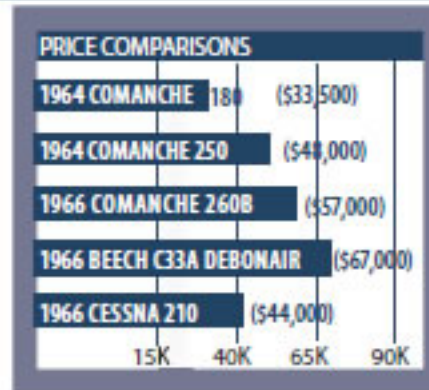 PRICE COMPARISONS
1964 COMANCHE 180 ($33,500)
1964 COMANCHE 250 ($48,000)
1966 COMANCHE 260B ($57,000)
1966 BEECH C33A DEBONAIR ($67,000)
1966 CESSNA 210 ($44,000)
15K 40K 65K 90K